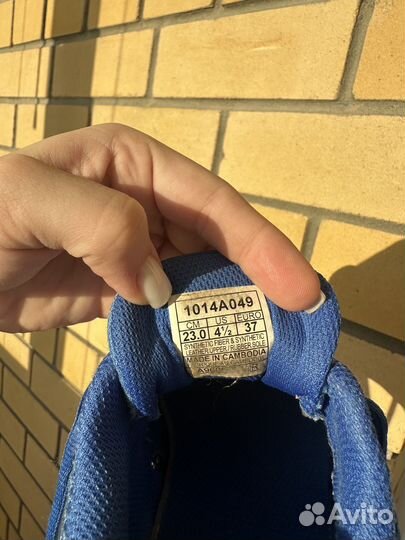 1014A049
CM US EURO
23.0 4½ 37
SYNTHETIC FIBER & SYNTHETIC
LEATHER UPPER / RUBBER SOLE
MADE IN CAMBODIA
Avito